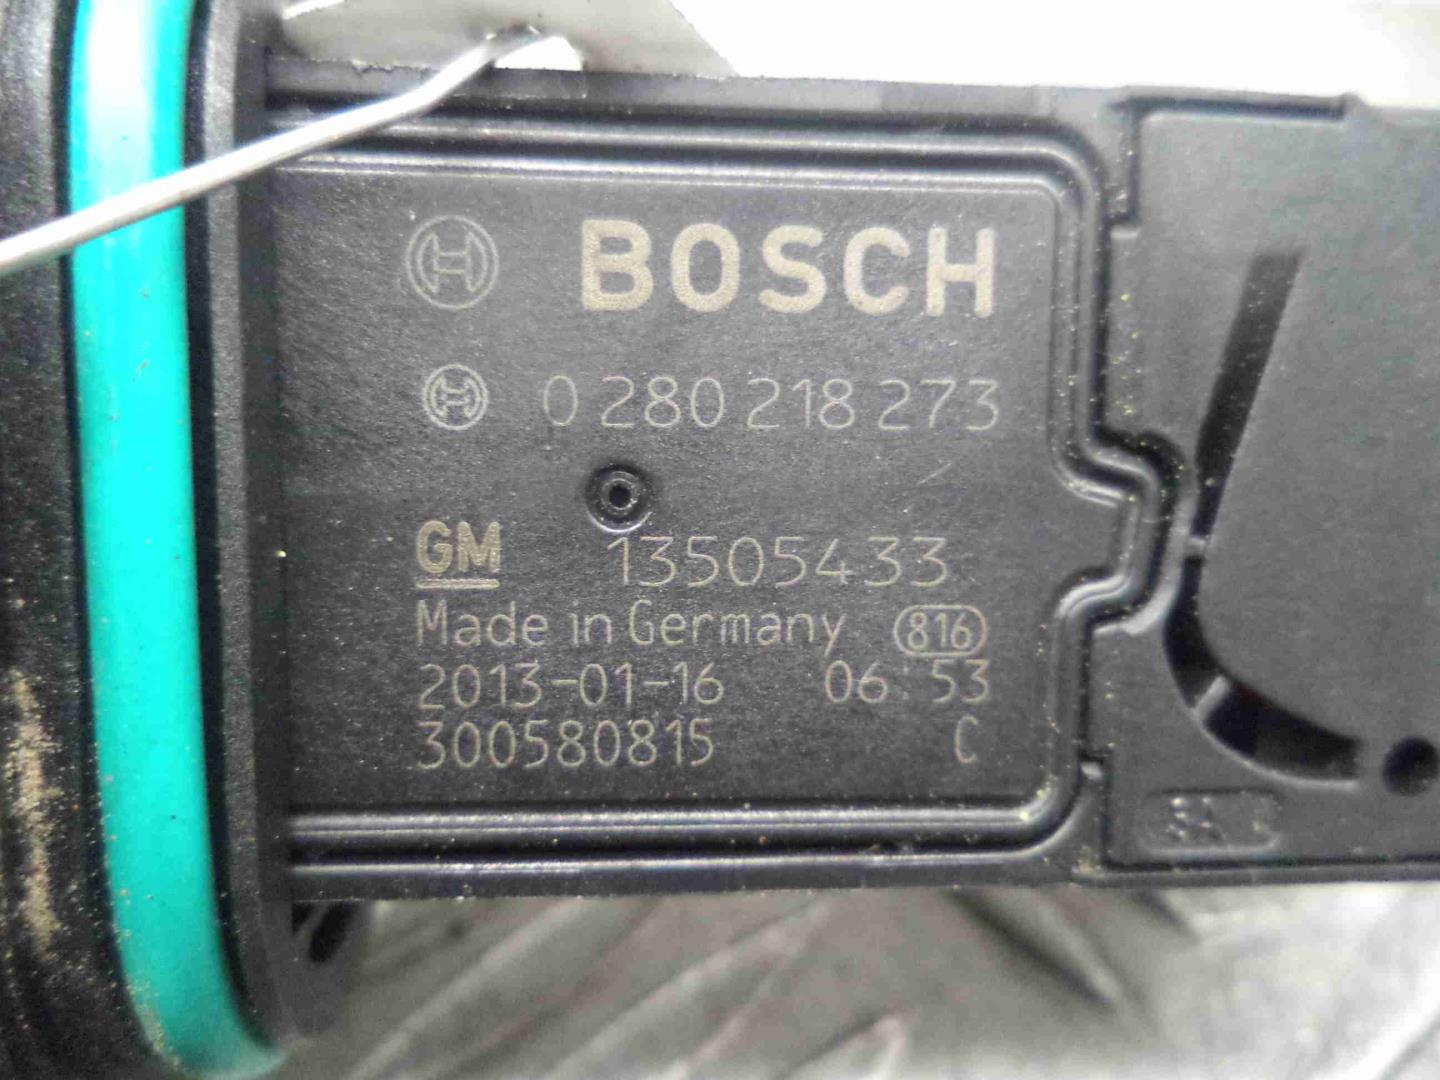 BOSCH
0 280 218 273
GM 13505433
Made in Germany 816
2013-01-16 06:53
300580815 C